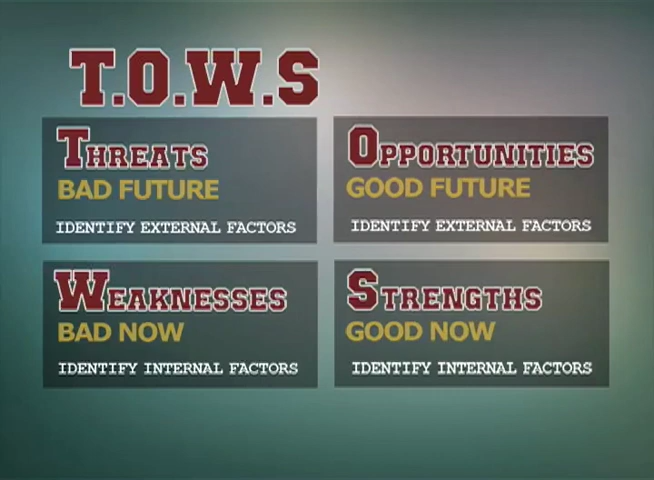 T.O.W.S
THREATS
BAD FUTURE
IDENTIFY EXTERNAL FACTORS
OPPORTUNITIES
GOOD FUTURE
IDENTIFY EXTERNAL FACTORS
WEAKNESSES
BAD NOW
IDENTIFY INTERNAL FACTORS
STRENGTHS
GOOD NOW
IDENTIFY INTERNAL FACTORS